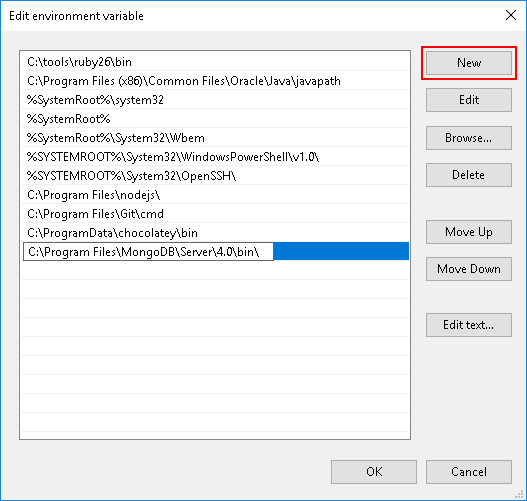 Edit environment variable
C:\tools\ruby26\bin
C:\Program Files (x86)\Common Files\Oracle\Java\javapath
%SystemRoot%\system32
%SystemRoot%
%SystemRoot%\System32\Wbem
%SYSTEMROOT%\System32\WindowsPowerShell\v1.0\
%SYSTEMROOT%\System32\OpenSSH\
C:\Program Files\nodejs\
C:\Program Files\Git\cmd
C:\ProgramData\chocolatey\bin
C:\Program Files\MongoDB\Server\4.0\bin\
New
Edit
Browse...
Delete
Move Up
Move Down
Edit text...
OK
Cancel